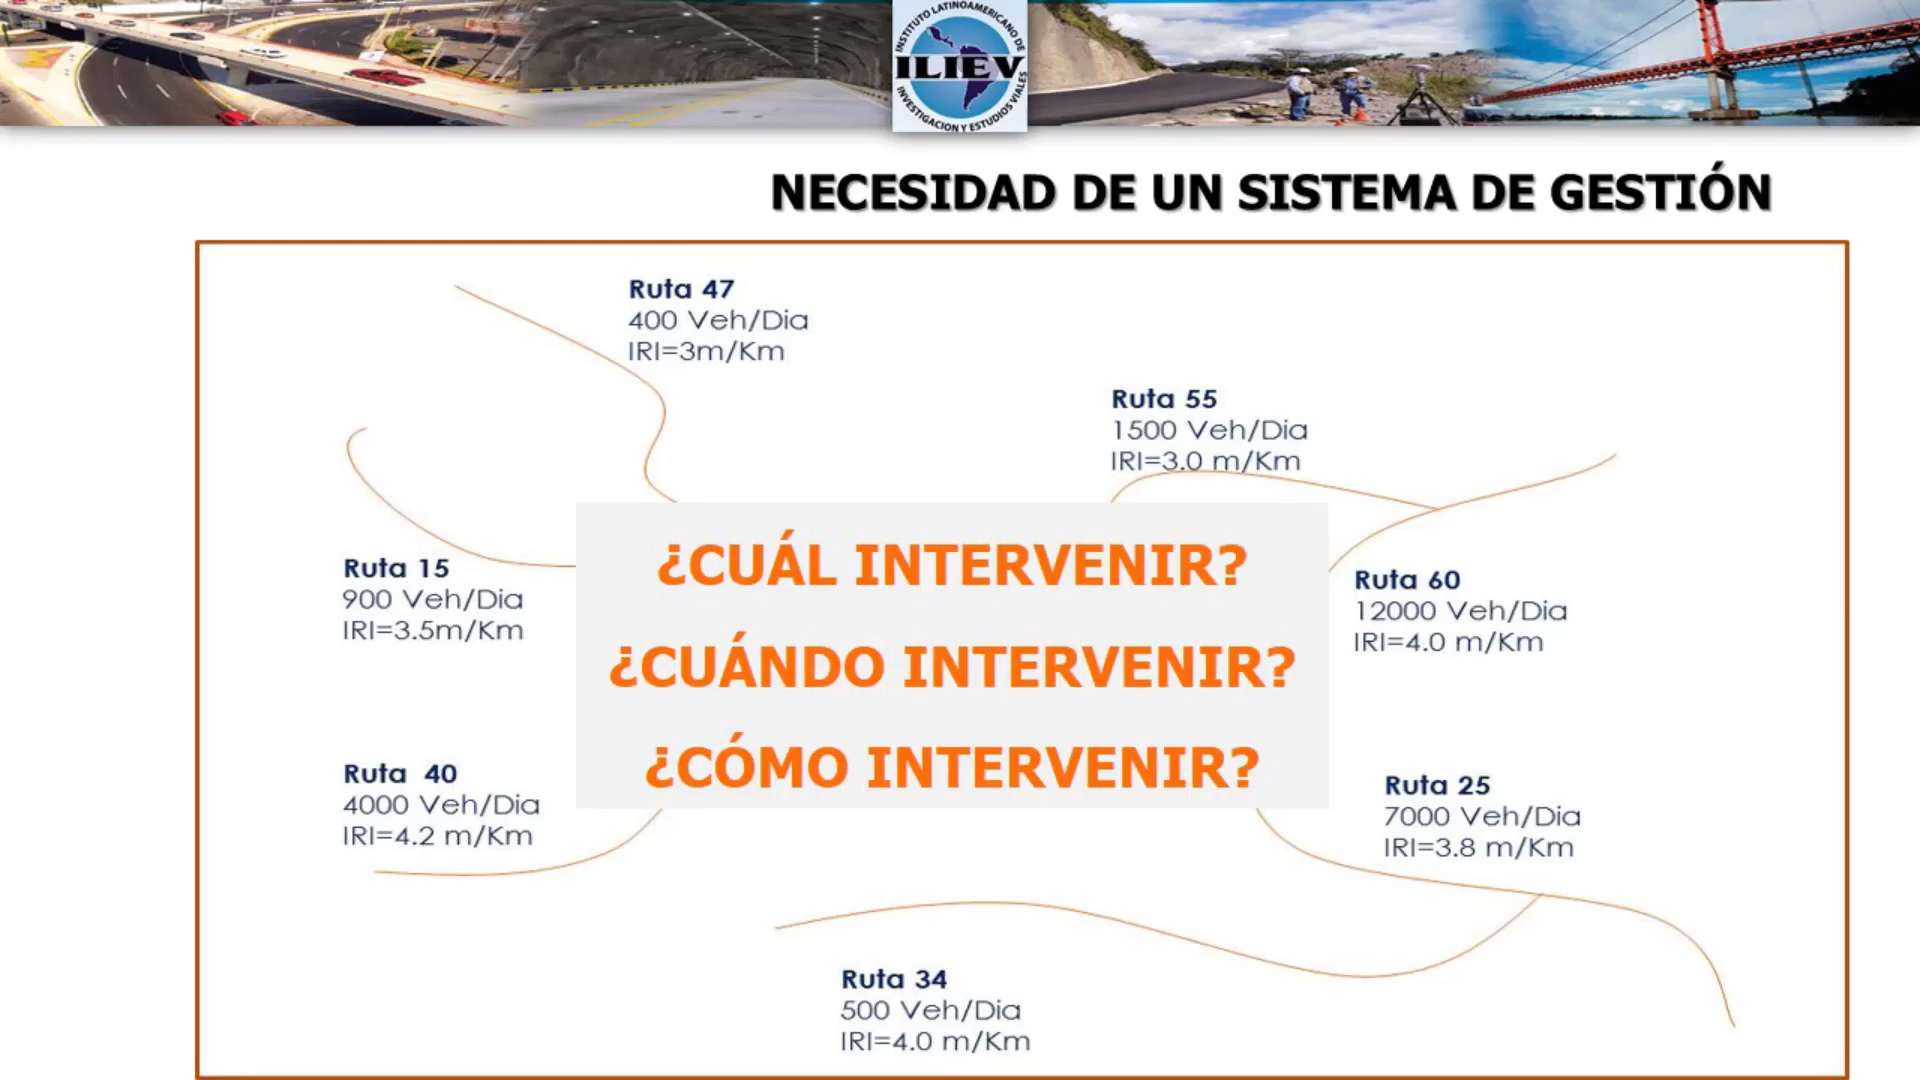 INSTITUTO LATINOAMERICANO DE
ILIEV
INVESTIGACION Y ESTUDIOS VIALES
NECESIDAD DE UN SISTEMA DE GESTIÓN
Ruta 47
400 Veh/Dia
IRI=3m/Km
Ruta 55
1500 Veh/Dia
IRI=3.0 m/Km
¿CUÁL INTERVENIR?
¿CUÁNDO INTERVENIR?
¿CÓMO INTERVENIR?
Ruta 15
900 Veh/Dia
IRI=3.5m/Km
Ruta 60
12000 Veh/Dia
IRI=4.0 m/Km
Ruta 40
4000 Veh/Dia
IRI=4.2 m/Km
Ruta 25
7000 Veh/Dia
IRI=3.8 m/Km
Ruta 34
500 Veh/Dia
IRI=4.0 m/Km